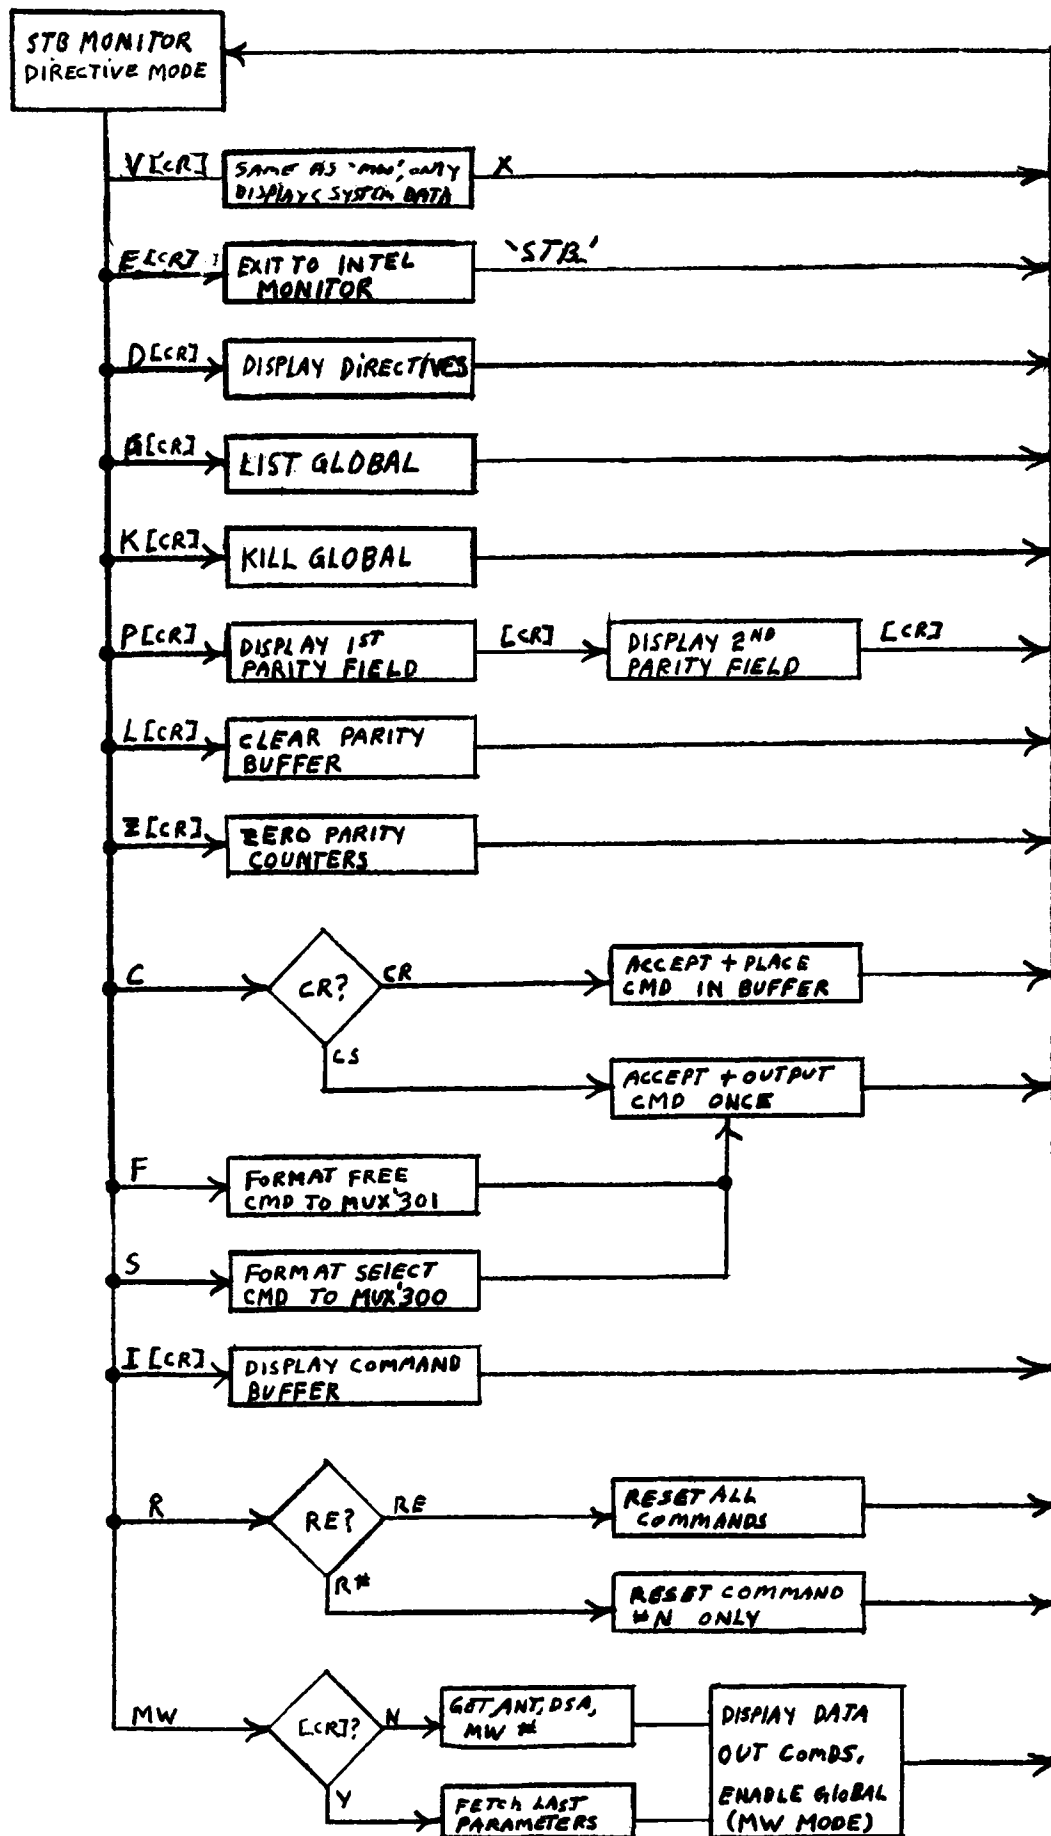 STB MONITOR
DIRECTIVE MODE
V[CR]
SAME AS 'MW', ONLY
DISPLAYS SYSTEM DATA
X
E[CR]
EXIT TO INTEL
MONITOR
'STB'
D[CR]
DISPLAY DIRECTIVES
G[CR]
LIST GLOBAL
K[CR]
KILL GLOBAL
P[CR]
DISPLAY 1ST
PARITY FIELD
[CR]
DISPLAY 2ND
PARITY FIELD
[CR]
L[CR]
CLEAR PARITY
BUFFER
Z[CR]
ZERO PARITY
COUNTERS
C
CR?
CR
ACCEPT + PLACE
CMD IN BUFFER
CS
ACCEPT + OUTPUT
CMD ONCE
F
FORMAT FREE
CMD TO MUX'301
S
FORMAT SELECT
CMD TO MUX'300
I[CR]
DISPLAY COMMAND
BUFFER
R
RE?
RE
RESET ALL
COMMANDS
R#
RESET COMMAND
#N ONLY
MW
[CR]?
N
GET ANT, DSA,
MW #
Y
FETCH LAST
PARAMETERS
DISPLAY DATA
OUT COMDS,
ENABLE GLOBAL
(MW MODE)